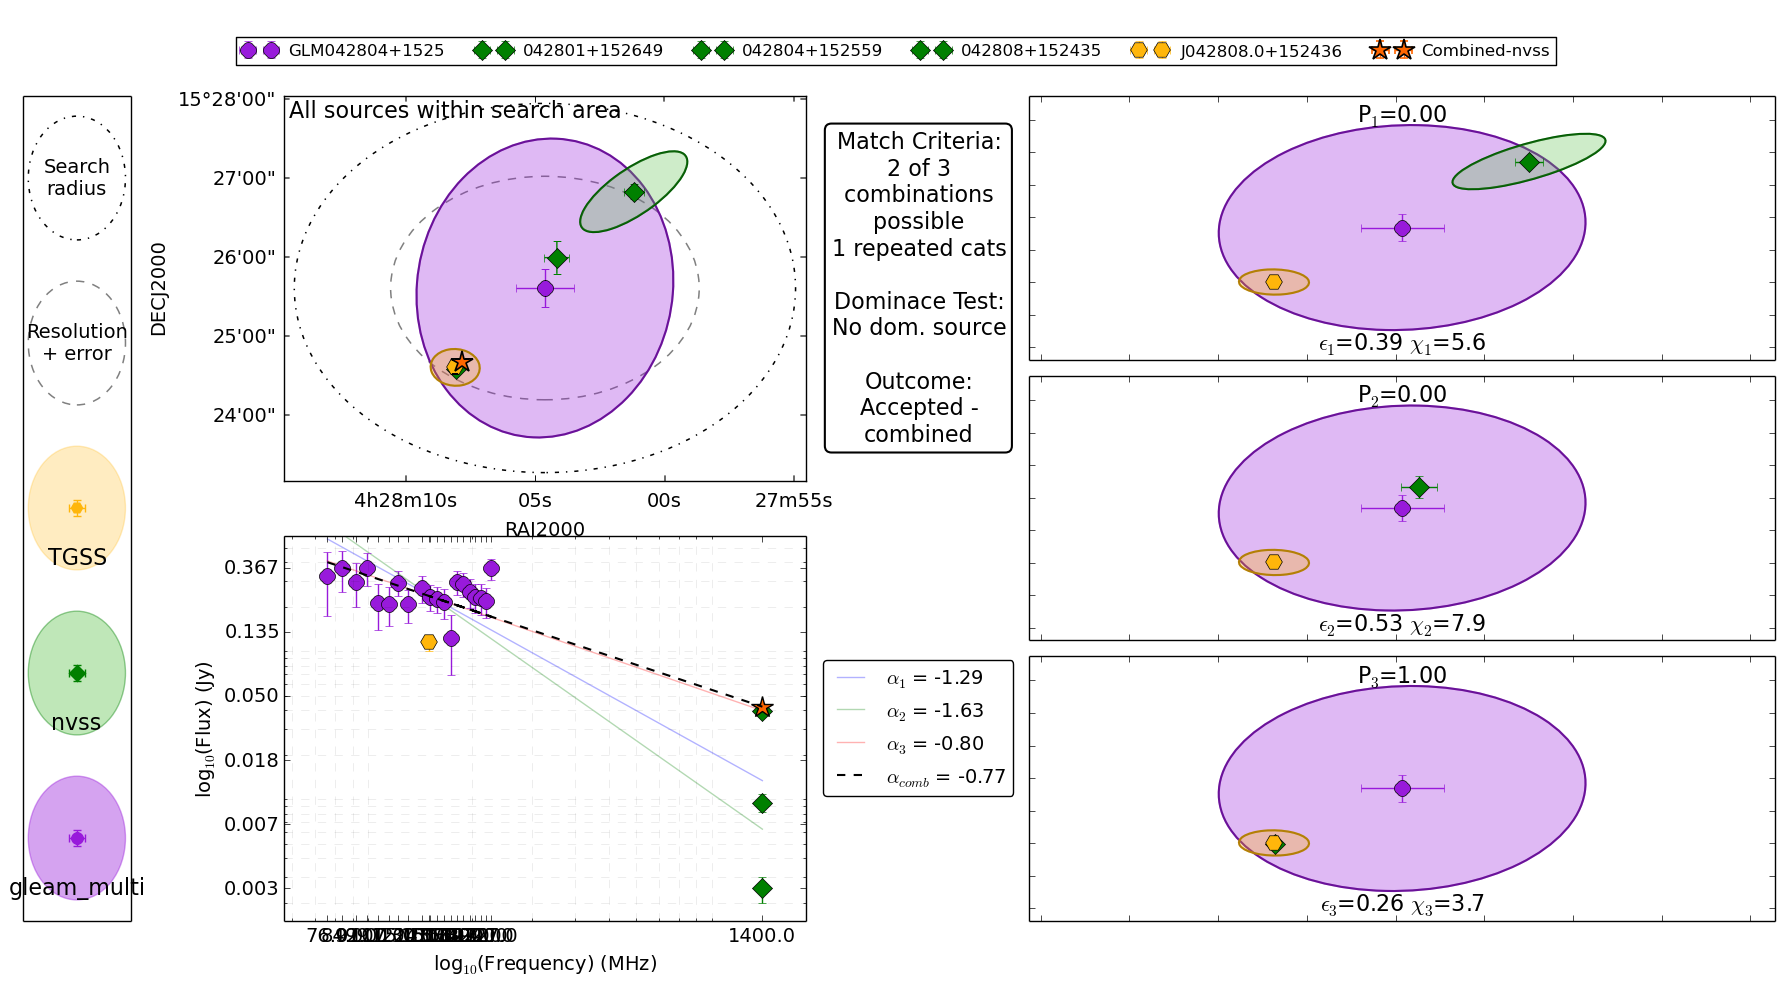 GLM042804+1525 042801+152649 042804+152559 042808+152435 J042808.0+152436 Combined-nvss
Search
radius
Resolution
+ error
TGSS
nvss
gleam_multi
All sources within search area
DECJ2000
15°28'00"
27'00"
26'00"
25'00"
24'00"
4h28m10s 05s 00s 27m55s
RAJ2000
Match Criteria:
2 of 3
combinations
possible
1 repeated cats
Dominace Test:
No dom. source
Outcome:
Accepted -
combined
log₁₀(Flux) (Jy)
0.367
0.135
0.050
0.018
0.007
0.003
1400.0
log₁₀(Frequency) (MHz)
α₁ = -1.29
α₂ = -1.63
α₃ = -0.80
α_comb = -0.77
P₁=0.00
ϵ₁=0.39 χ₁=5.6
P₂=0.00
ϵ₂=0.53 χ₂=7.9
P₃=1.00
ϵ₃=0.26 χ₃=3.7